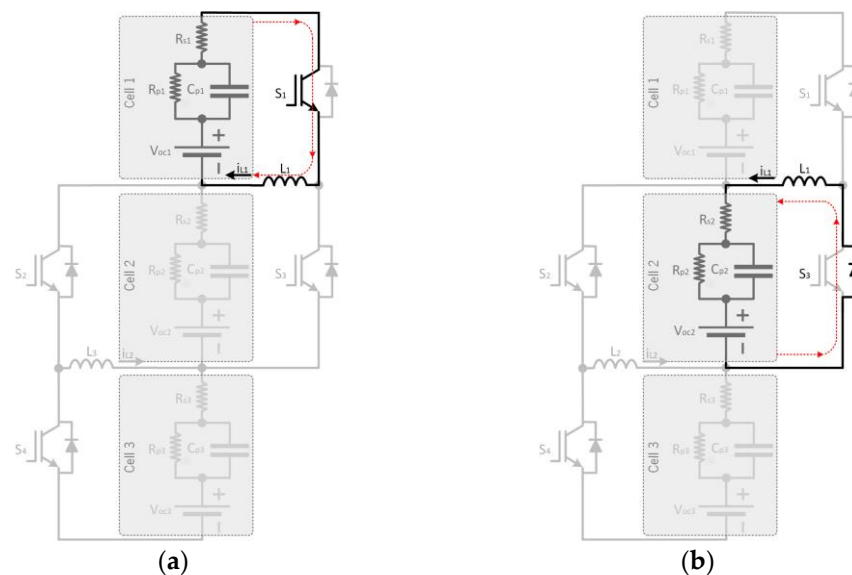 Cell 1
Rs1
Rp1
Cp1
Voc1
+
S1
iL1
L1
Cell 2
Rs2
Rp2
Cp2
Voc2
+
S2
S3
L3
iL2
Cell 3
Rs3
Rp3
Cp3
Voc3
+
S4
(a)
Cell 1
Rs1
Rp1
Cp1
Voc1
+
S1
iL1
L1
Cell 2
Rs2
Rp2
Cp2
Voc2
+
S2
S3
L2
iL2
Cell 3
Rs3
Rp3
Cp3
Voc3
+
S4
(b)